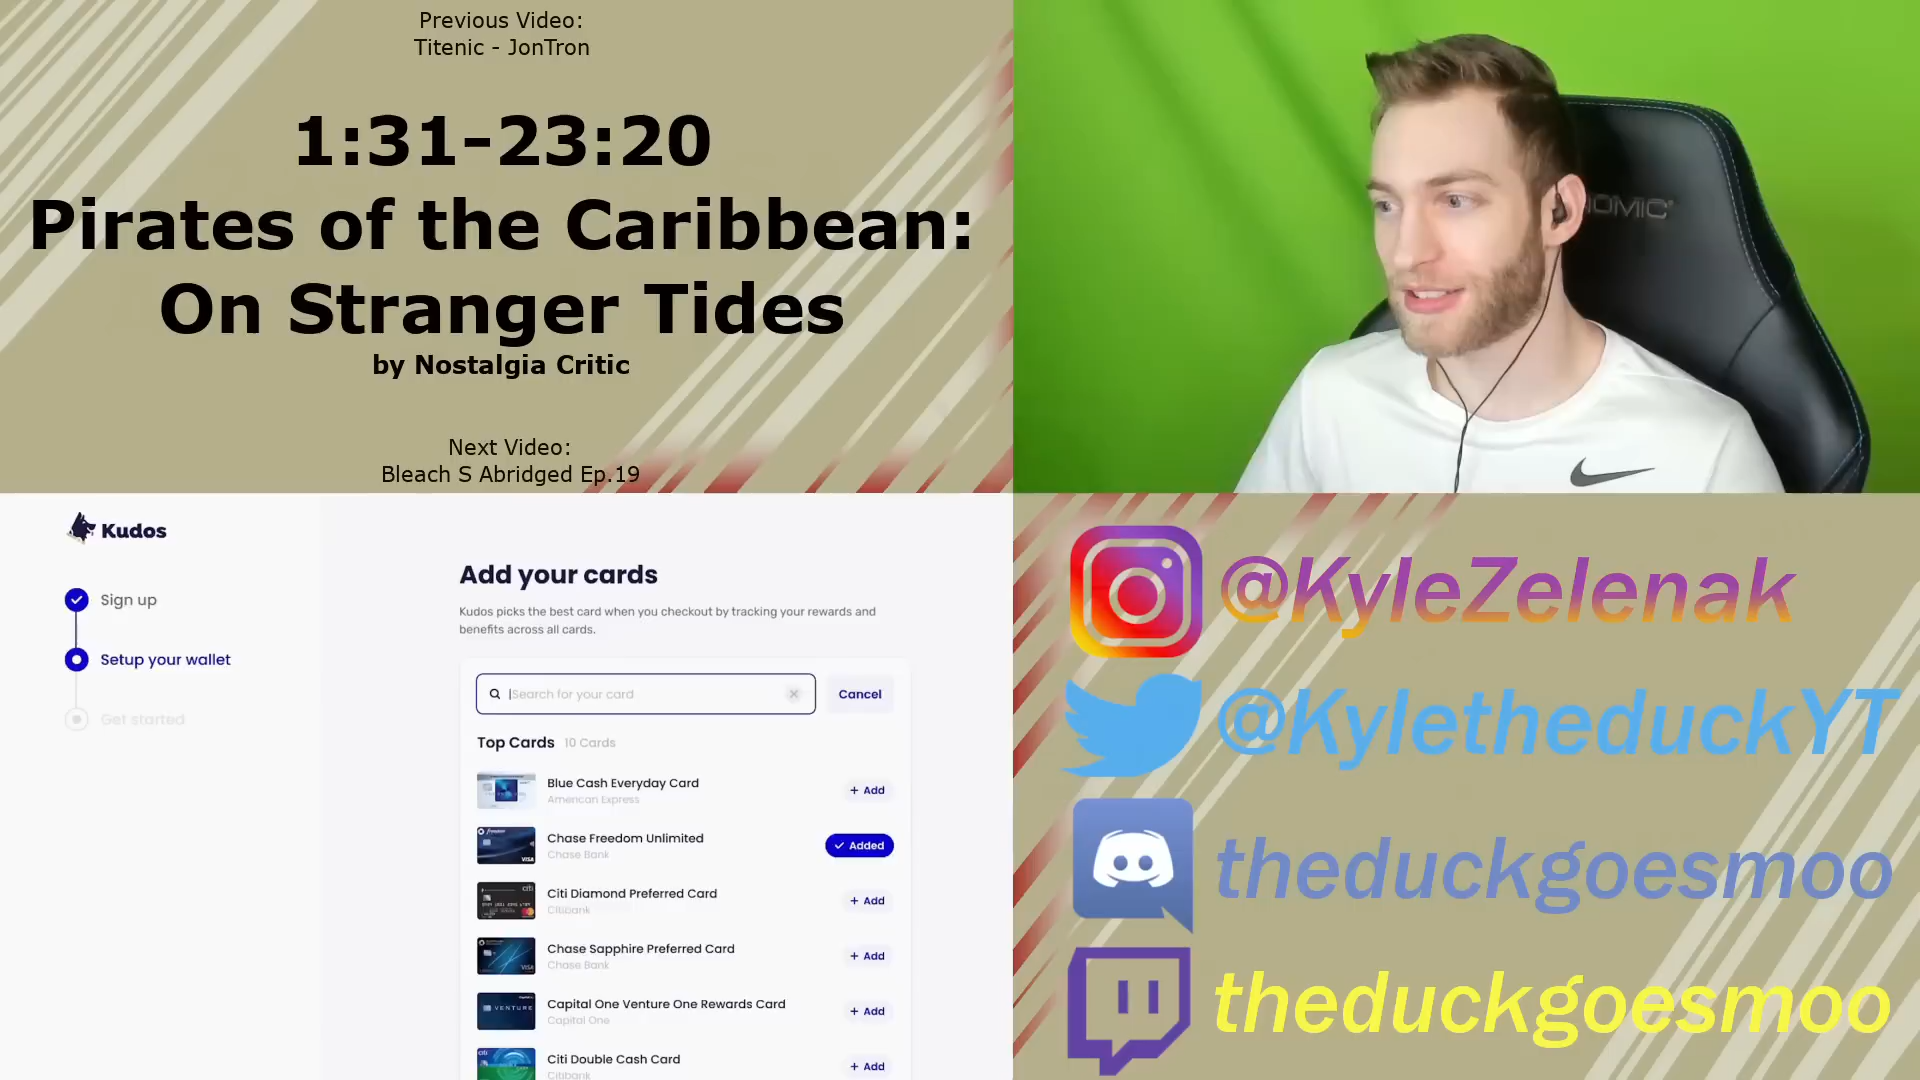 Previous Video:
Titenic - JonTron
1:31-23:20
Pirates of the Caribbean:
On Stranger Tides
by Nostalgia Critic
Next Video:
Bleach S Abridged Ep.19
Kudos
Sign up
Setup your wallet
Get started
Add your cards
Kudos picks the best card when you checkout by tracking your rewards and
benefits across all cards.
Search for your card
Cancel
Top Cards 10 Cards
Blue Cash Everyday Card
American Express
+ Add
Chase Freedom Unlimited
Chase Bank
Added
Citi Diamond Preferred Card
Citibank
+ Add
Chase Sapphire Preferred Card
Chase Bank
+ Add
Capital One Venture One Rewards Card
Capital One
+ Add
Citi Double Cash Card
Citibank
+ Add
VISA
citi
VISA
VENTURE
citi
@KyleZelenak
@KyletheduckYT
theduckgoesmoo
theduckgoesmoo